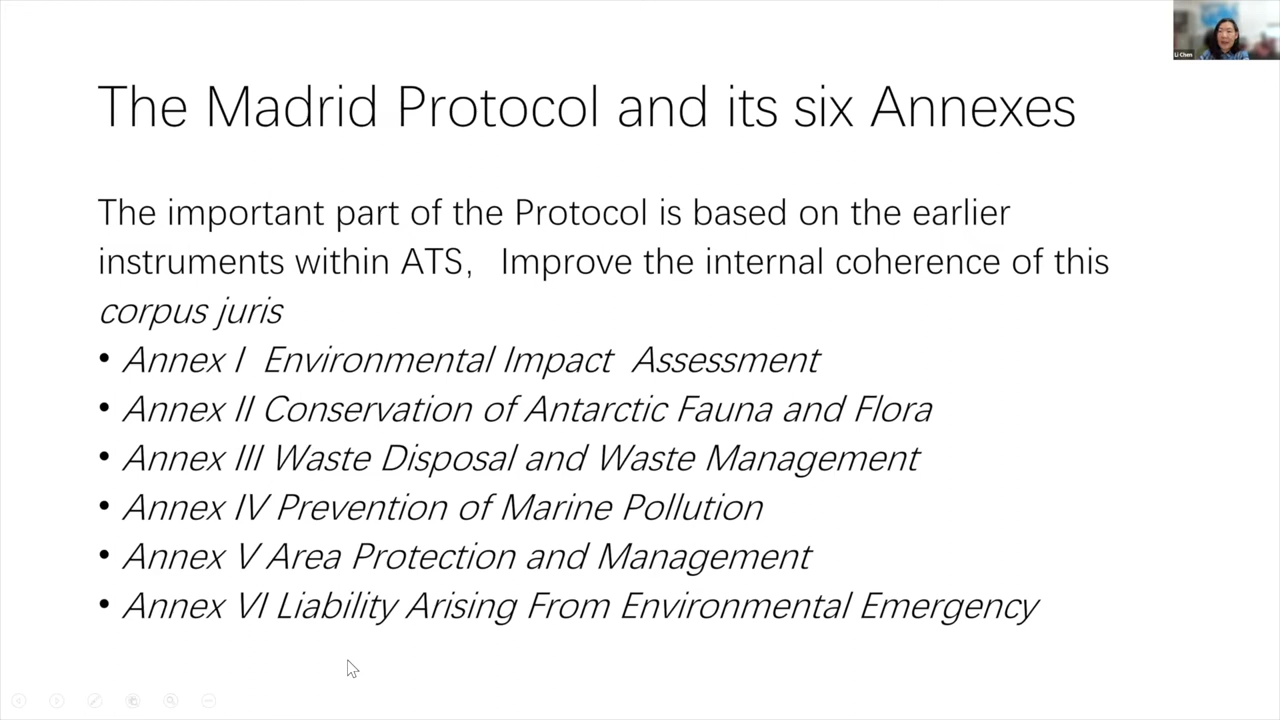 Li Chen
The Madrid Protocol and its six Annexes
The important part of the Protocol is based on the earlier
instruments within ATS, Improve the internal coherence of this
corpus juris
• Annex I Environmental Impact Assessment
• Annex II Conservation of Antarctic Fauna and Flora
• Annex III Waste Disposal and Waste Management
• Annex IV Prevention of Marine Pollution
• Annex V Area Protection and Management
• Annex VI Liability Arising From Environmental Emergency